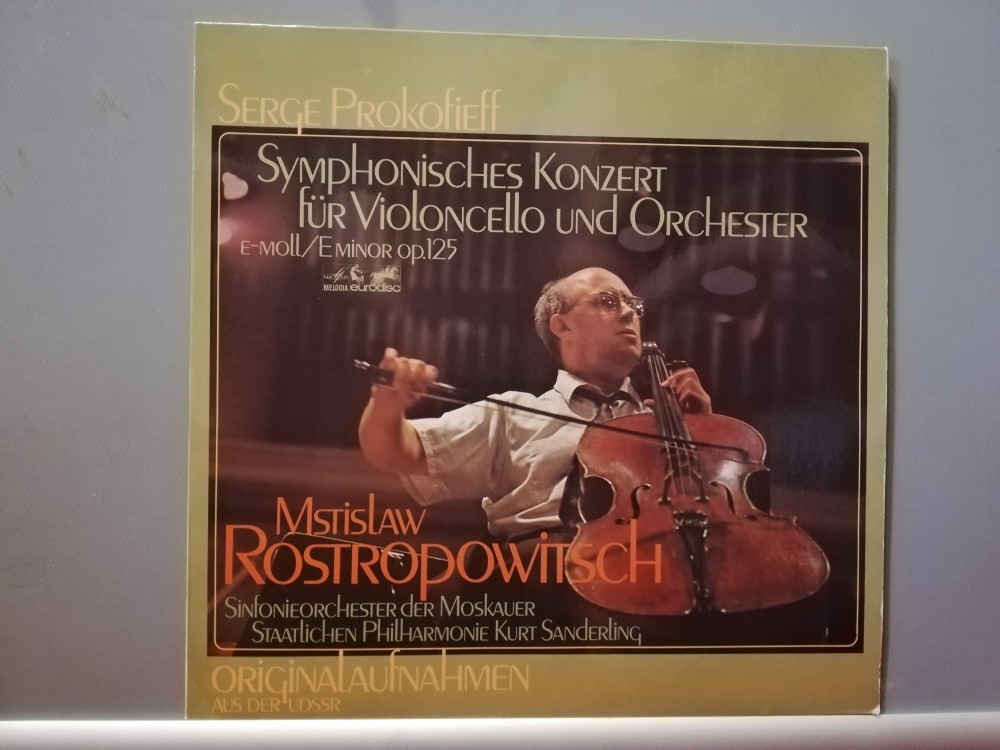 Serge Prokofieff
Symphonisches Konzert
für Violoncello und Orchester
e-moll/E minor op.125
MELODIA eurodisc
Mstislaw
Rostropowitsch
Sinfonieorchester der Moskauer
Staatlichen Philharmonie Kurt Sanderling
Originalaufnahmen
aus der UdSSR